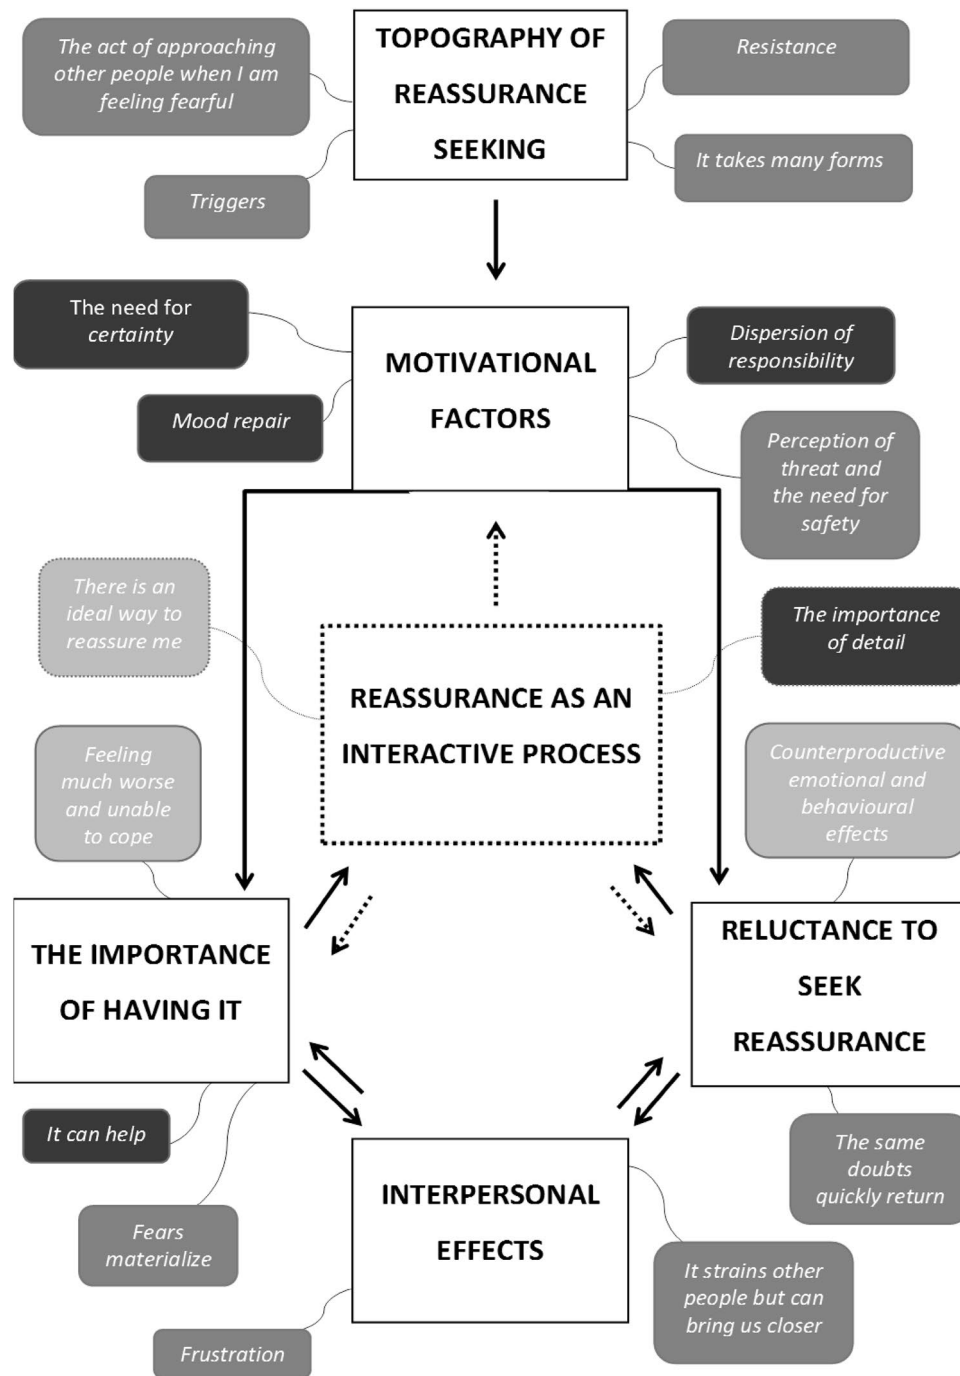 The act of approaching
other people when I am
feeling fearful
TOPOGRAPHY OF
REASSURANCE
SEEKING
Resistance
It takes many forms
Triggers
The need for
certainty
MOTIVATIONAL
FACTORS
Dispersion of
responsibility
Mood repair
Perception of
threat and
the need for
safety
There is an
ideal way to
reassure me
The importance
of detail
REASSURANCE AS AN
INTERACTIVE PROCESS
Feeling
much worse
and unable
to cope
Counterproductive
emotional and
behavioural
effects
THE IMPORTANCE
OF HAVING IT
RELUCTANCE TO
SEEK
REASSURANCE
It can help
The same
doubts
quickly return
Fears
materialize
INTERPERSONAL
EFFECTS
It strains other
people but can
bring us closer
Frustration